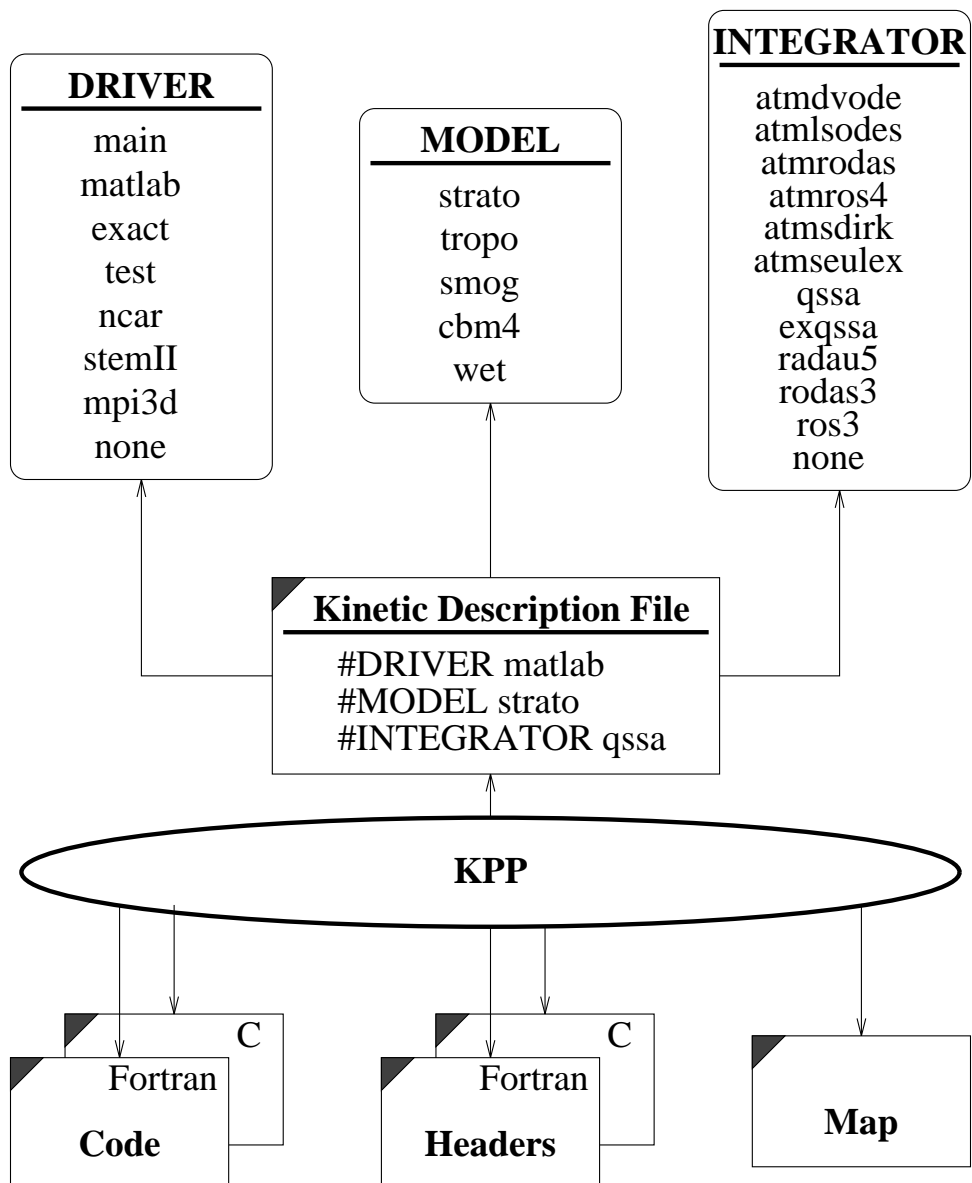 DRIVER
main
matlab
exact
test
ncar
stemII
mpi3d
none
MODEL
strato
tropo
smog
cbm4
wet
INTEGRATOR
atmdvode
atmlsodes
atmrodas
atmros4
atmsdirk
atmseulex
qssa
exqssa
radau5
rodas3
ros3
none
Kinetic Description File
#DRIVER matlab
#MODEL strato
#INTEGRATOR qssa
KPP
C
Fortran
Code
C
Fortran
Headers
Map